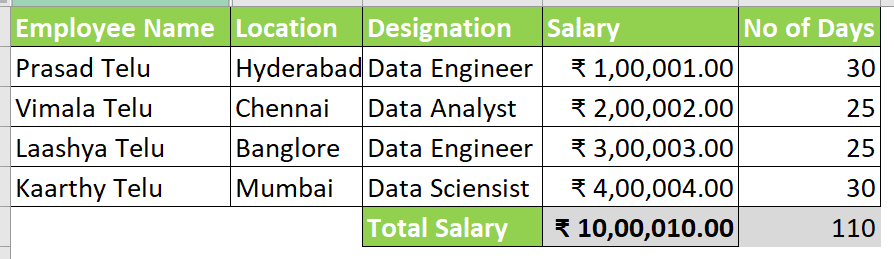 Employee Name Location Designation Salary No of Days
Prasad Telu Hyderabad Data Engineer ₹ 1,00,001.00 30
Vimala Telu Chennai Data Analyst ₹ 2,00,002.00 25
Laashya Telu Banglore Data Engineer ₹ 3,00,003.00 25
Kaarthy Telu Mumbai Data Sciensist ₹ 4,00,004.00 30
Total Salary ₹ 10,00,010.00 110